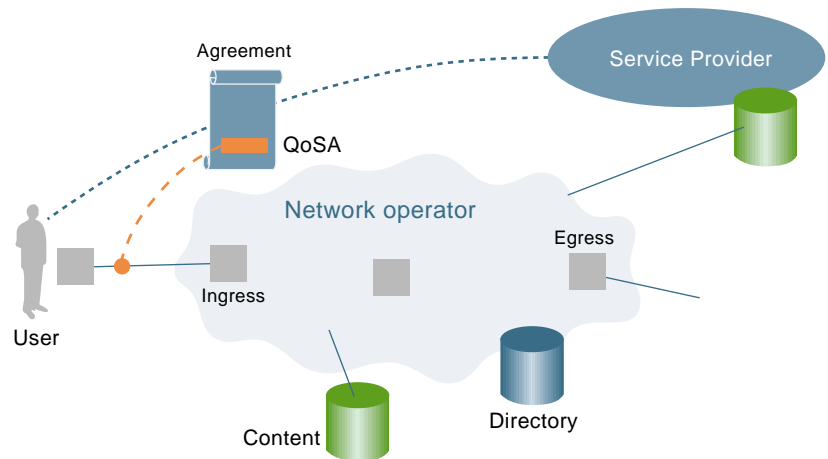 Agreement
Service Provider
QoSA
Network operator
Egress
Ingress
User
Directory
Content